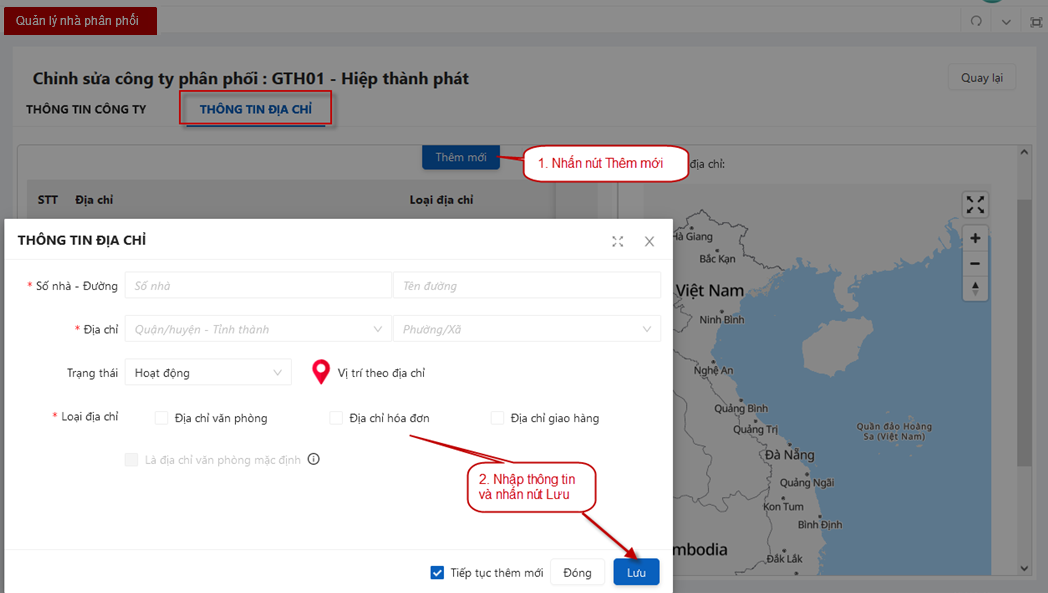 Quản lý nhà phân phối
Chỉnh sửa công ty phân phối : GTH01 - Hiệp thành phát
Quay lại
THÔNG TIN CÔNG TY
THÔNG TIN ĐỊA CHỈ
Thêm mới
1. Nhấn nút Thêm mới
địa chỉ:
STT Địa chỉ Loại địa chỉ
THÔNG TIN ĐỊA CHỈ
* Số nhà - Đường Số nhà Tên đường
* Địa chỉ Quận/huyện - Tỉnh thành Phường/Xã
Trạng thái Hoạt động Vị trí theo địa chỉ
* Loại địa chỉ Địa chỉ văn phòng Địa chỉ hóa đơn Địa chỉ giao hàng
Là địa chỉ văn phòng mặc định
2. Nhập thông tin
và nhấn nút Lưu
Tiếp tục thêm mới Đóng Lưu
Hà Giang
Bắc Kạn
Việt Nam
Ninh Bình
Nghệ An
Quảng Bình
Quảng Trị
Quần đảo Hoàng
Sa (Việt Nam)
Đà Nẵng
Quảng Ngãi
Kon Tum
Bình Định
mbodia
Đắk Lắk